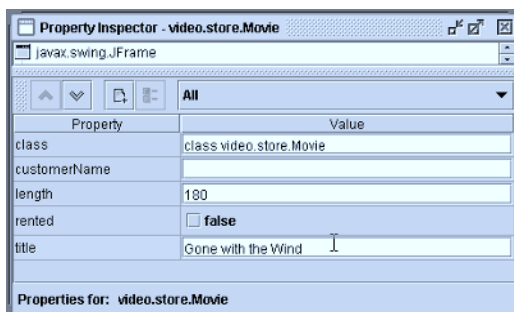 Property Inspector - video.store.Movie
javax.swing.JFrame
All
Property Value
class class video.store.Movie
customerName
length 180
rented false
title Gone with the Wind
Properties for: video.store.Movie